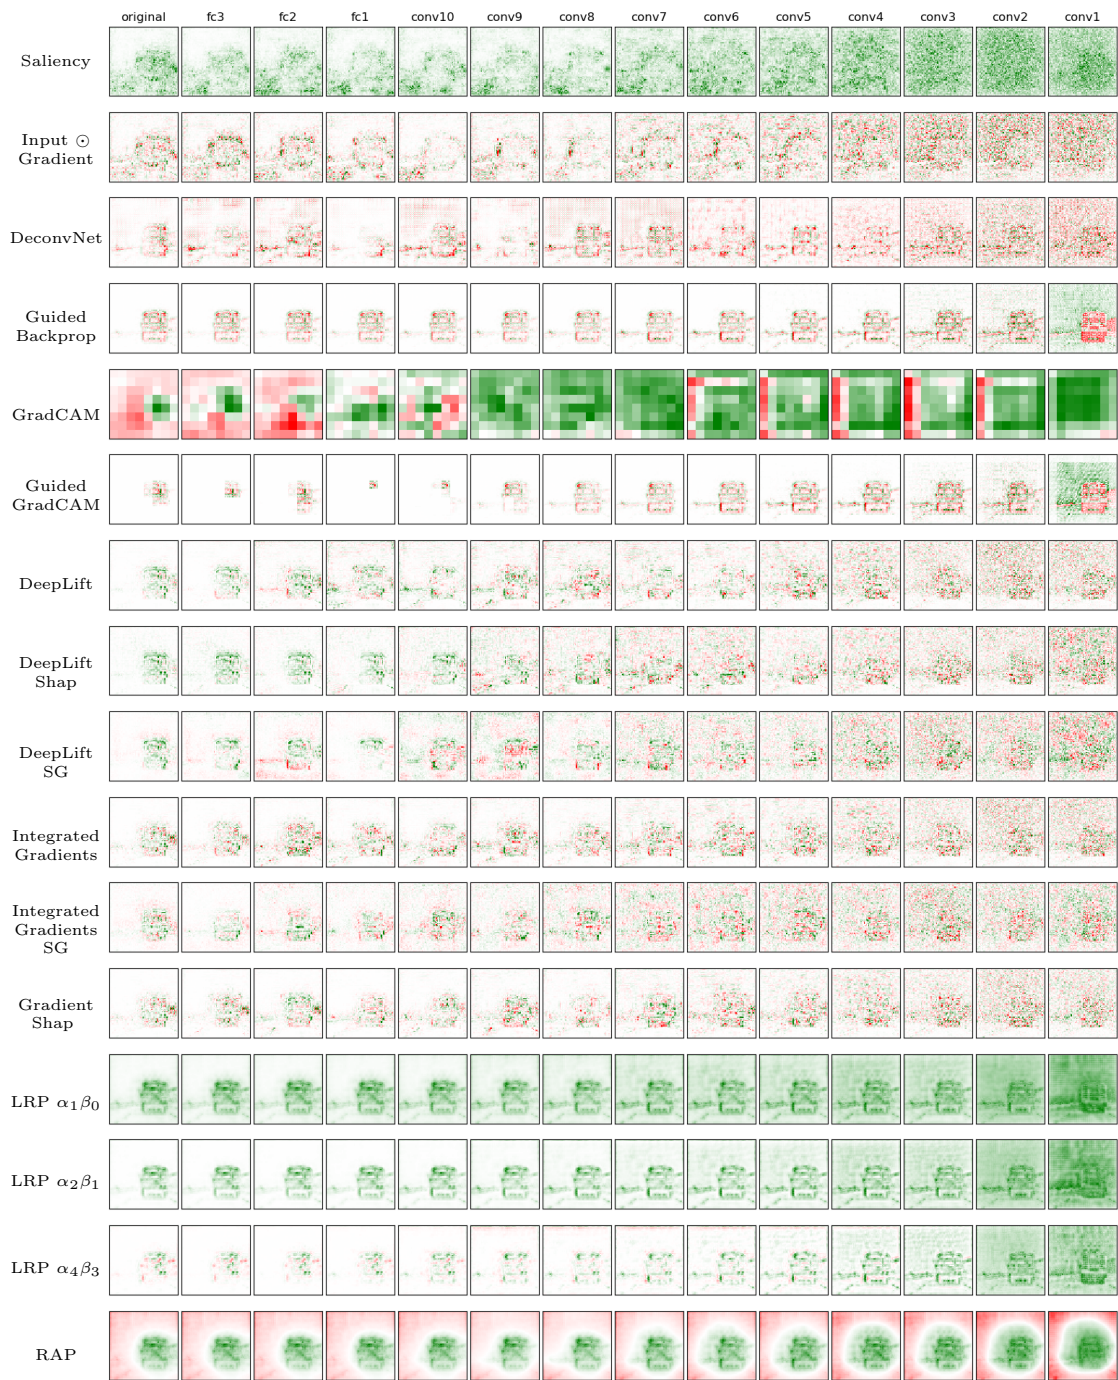 original fc3 fc2 fc1 conv10 conv9 conv8 conv7 conv6 conv5 conv4 conv3 conv2 conv1
Saliency
Input ⊙
Gradient
DeconvNet
Guided
Backprop
GradCAM
Guided
GradCAM
DeepLift
DeepLift
Shap
DeepLift
SG
Integrated
Gradients
Integrated
Gradients
SG
Gradient
Shap
LRP α₁β₀
LRP α₂β₁
LRP α₄β₃
RAP